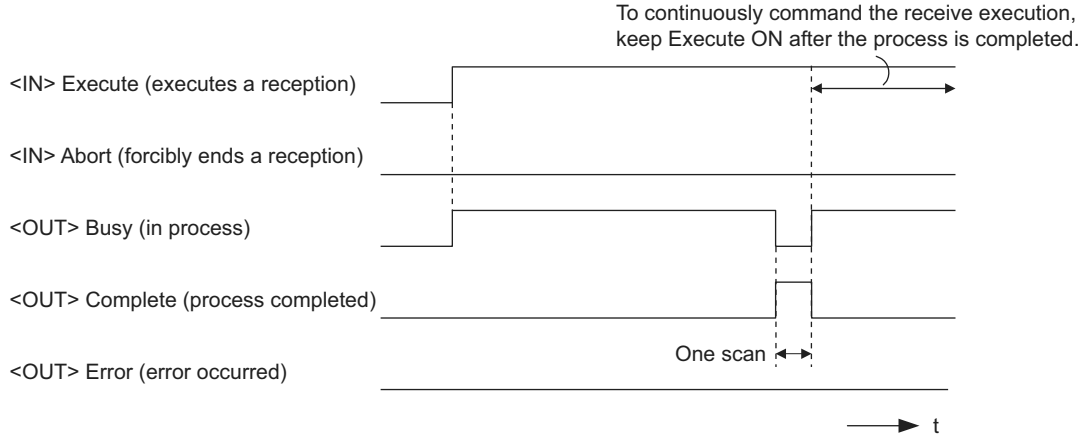 To continuously command the receive execution,
keep Execute ON after the process is completed.
<IN> Execute (executes a reception)
<IN> Abort (forcibly ends a reception)
<OUT> Busy (in process)
<OUT> Complete (process completed)
One scan
<OUT> Error (error occurred)
t